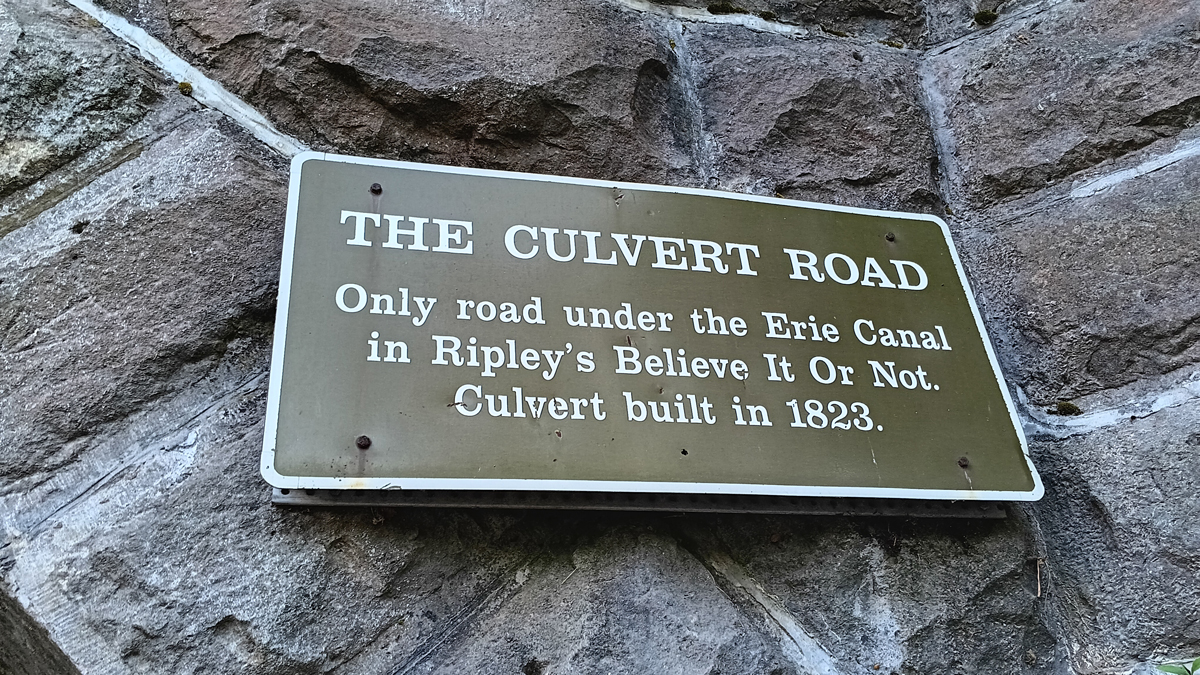 THE CULVERT ROAD
Only road under the Erie Canal
in Ripley's Believe It Or Not.
Culvert built in 1823.